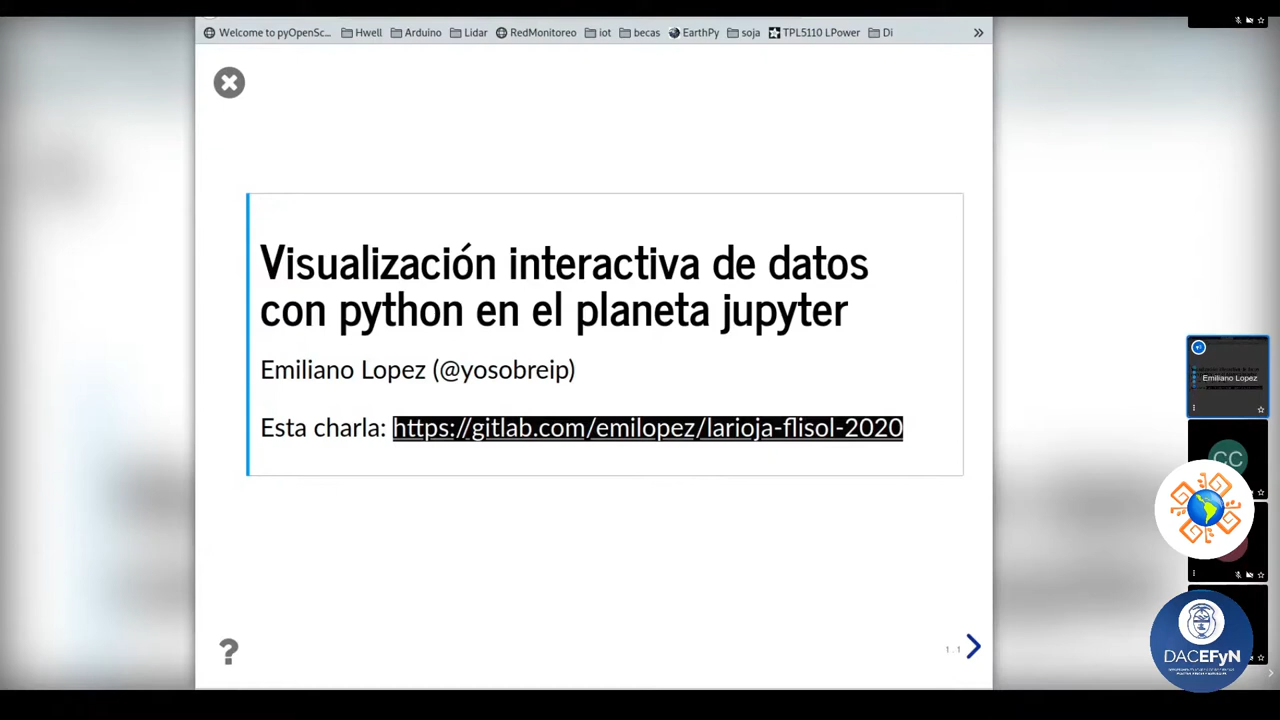 Welcome to pyOpenSc... Hwell Arduino Lidar RedMonitoreo iot becas EarthPy soja TPL5110 LPower Di »
Visualización interactiva de datos
con python en el planeta jupyter
Emiliano Lopez (@yosobreip)
Esta charla: https://gitlab.com/emilopez/larioja-flisol-2020
?
1.1
Emiliano Lopez
CC
DACEFyN